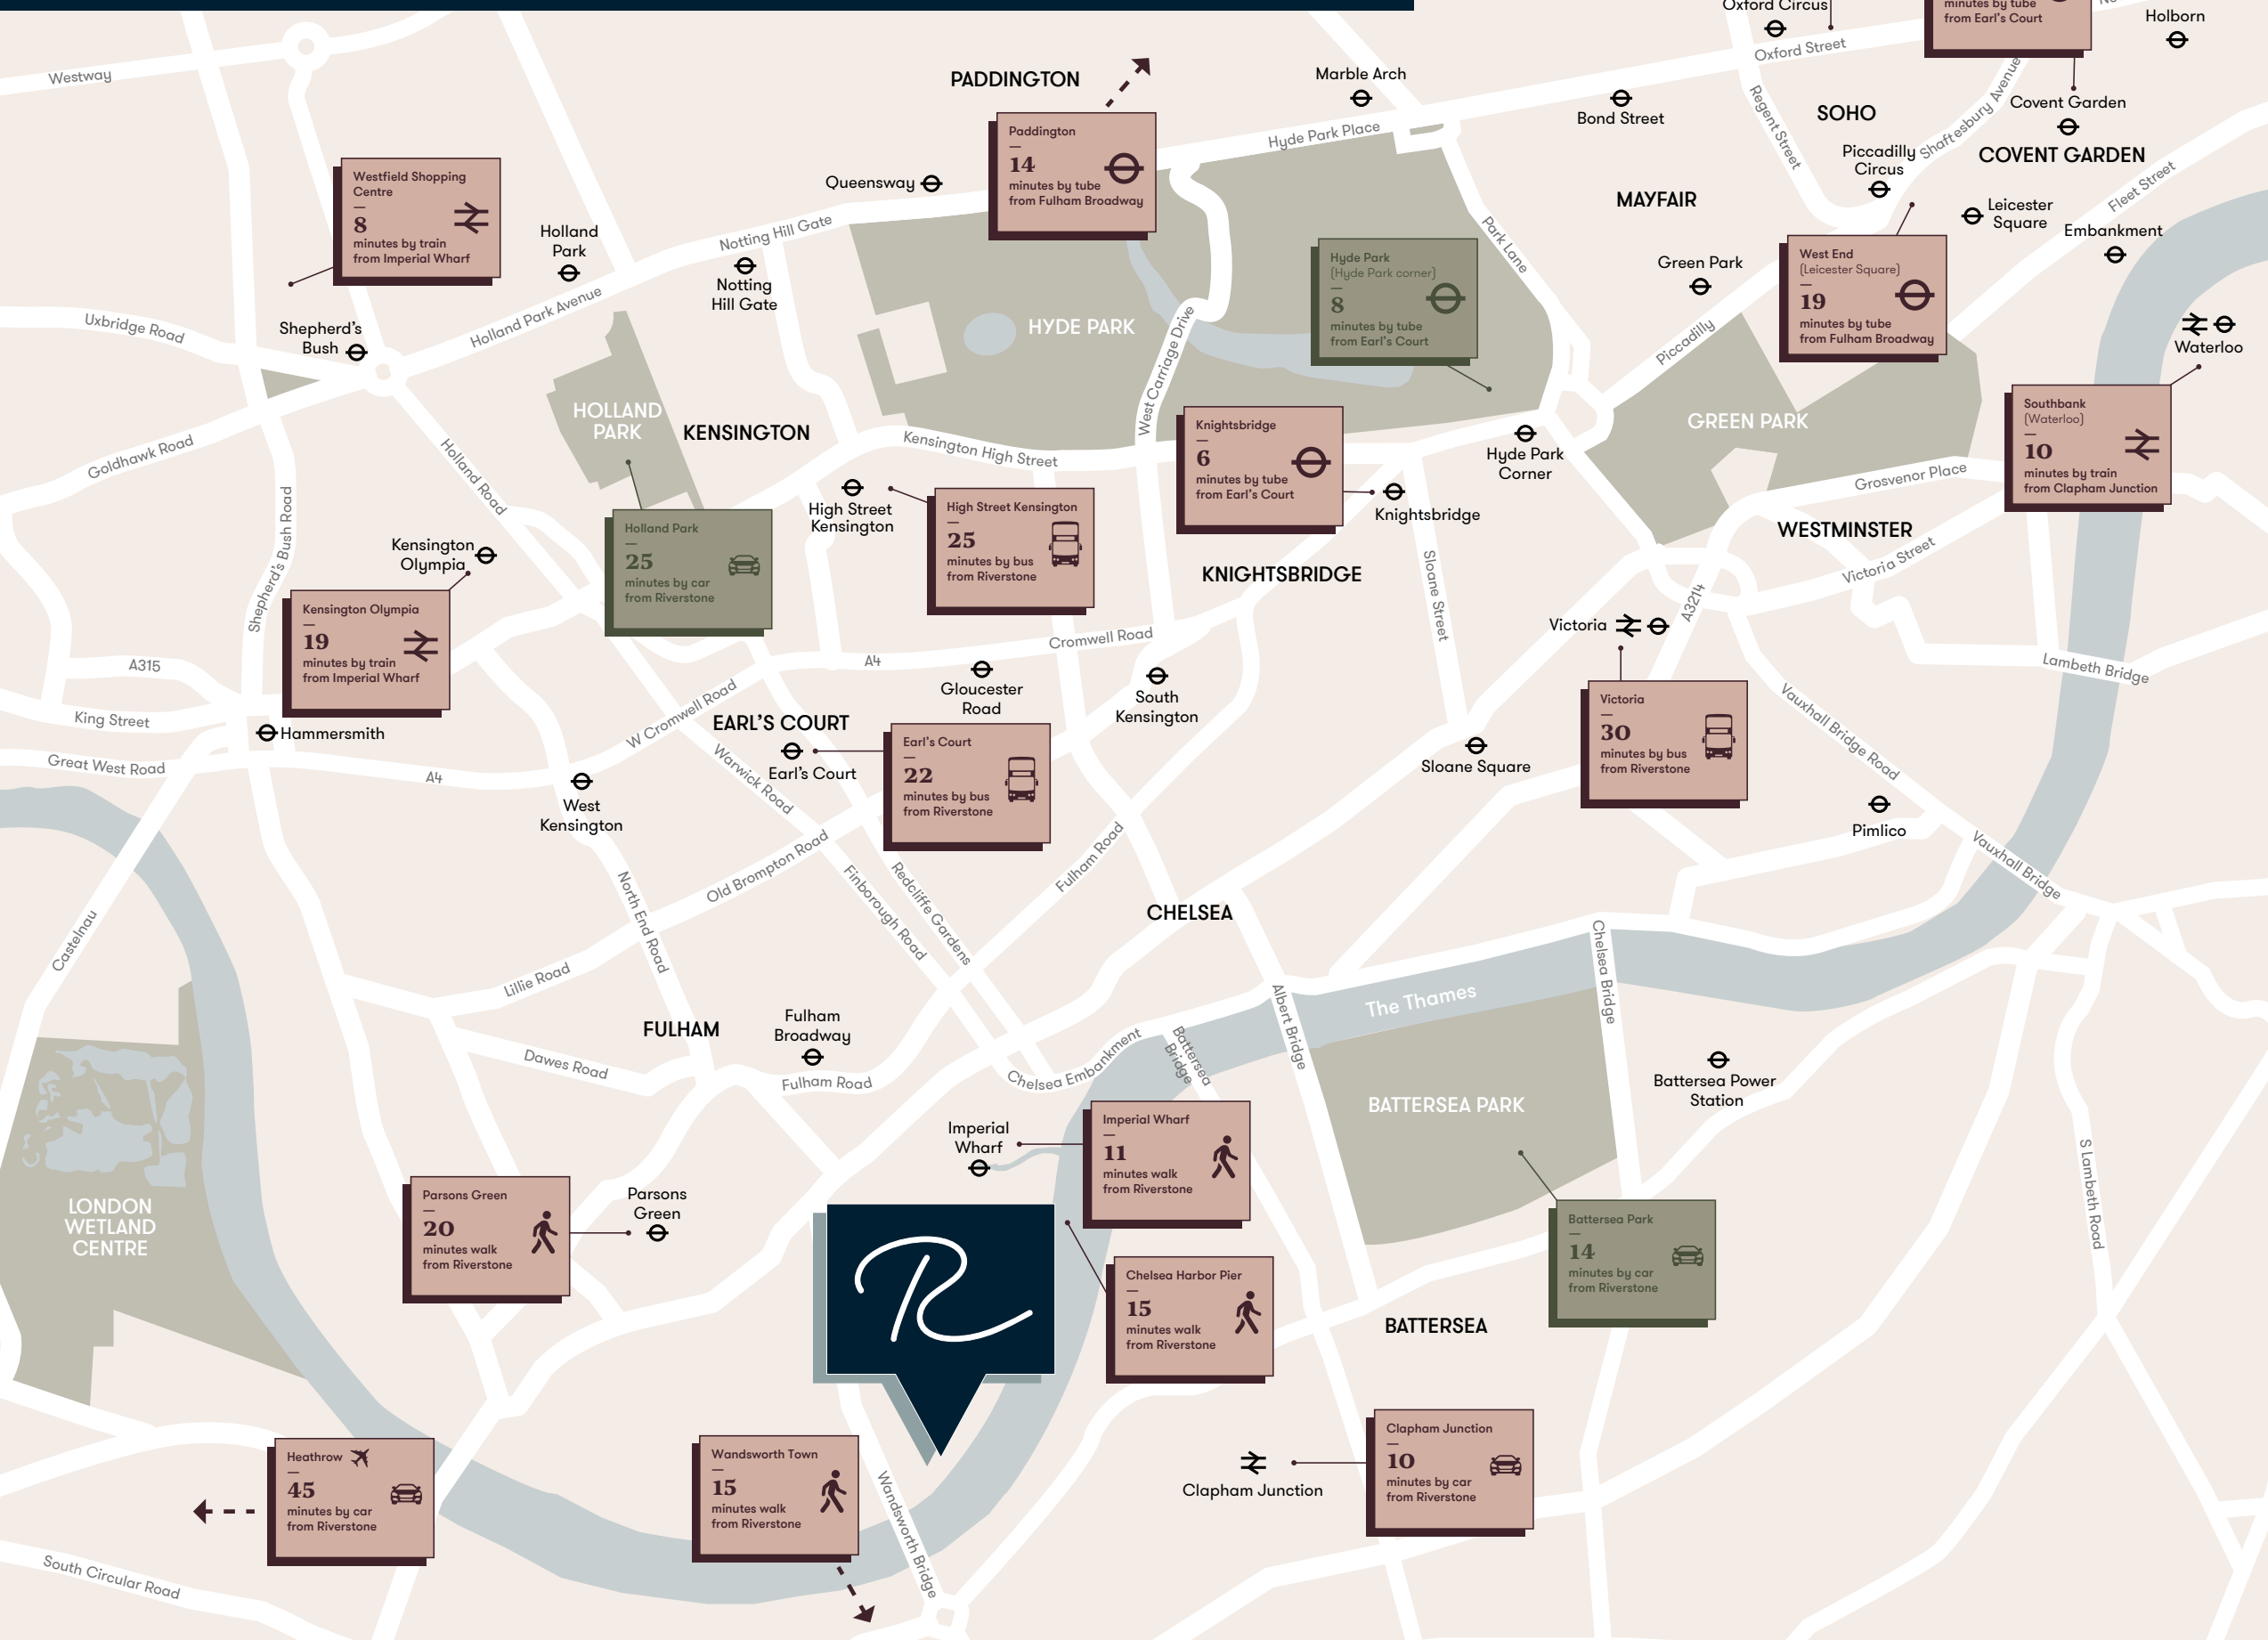 Oxford Circus
minutes by tube
from Earl's Court
Holborn
Oxford Street
Westway
PADDINGTON
Marble Arch
Bond Street
Regent Street
SOHO
Shaftesbury Avenue
Covent Garden
COVENT GARDEN
Piccadilly
Circus
Fleet Street
Hyde Park Place
Paddington
14
minutes by tube
from Fulham Broadway
Queensway
Westfield Shopping
Centre
8
minutes by train
from Imperial Wharf
Holland
Park
Notting Hill Gate
Notting
Hill Gate
MAYFAIR
Leicester
Square
Embankment
Park Lane
Green Park
West End
(Leicester Square)
19
minutes by tube
from Fulham Broadway
Hyde Park
(Hyde Park corner)
8
minutes by tube
from Earl's Court
Waterloo
Uxbridge Road
Shepherd's
Bush
Holland Park Avenue
HYDE PARK
West Carriage Drive
Piccadilly
HOLLAND
PARK
KENSINGTON
Kensington High Street
Knightsbridge
6
minutes by tube
from Earl's Court
Hyde Park
Corner
GREEN PARK
Southbank
(Waterloo)
10
minutes by train
from Clapham Junction
Goldhawk Road
Holland Road
Grosvenor Place
High Street
Kensington
High Street Kensington
25
minutes by bus
from Riverstone
Knightsbridge
WESTMINSTER
Holland Park
25
minutes by car
from Riverstone
Shepherd's Bush Road
Kensington
Olympia
KNIGHTSBRIDGE
Sloane Street
Victoria Street
A3214
Kensington Olympia
19
minutes by train
from Imperial Wharf
Victoria
Cromwell Road
A4
A315
Lambeth Bridge
Gloucester
Road
South
Kensington
Victoria
30
minutes by bus
from Riverstone
Vauxhall Bridge Road
King Street
Hammersmith
W Cromwell Road
EARL'S COURT
Earl's Court
Earl's Court
22
minutes by bus
from Riverstone
Great West Road
A4
Warwick Road
Sloane Square
West
Kensington
Pimlico
Vauxhall Bridge
Old Brompton Road
Fulham Road
North End Road
Finborough Road
Redcliffe Gardens
CHELSEA
Castelnau
Lillie Road
Chelsea Bridge
The Thames
Albert Bridge
FULHAM
Fulham
Broadway
Dawes Road
Fulham Road
Chelsea Embankment
Battersea
Bridge
Battersea Power
Station
BATTERSEA PARK
Imperial
Wharf
Imperial Wharf
11
minutes walk
from Riverstone
S Lambeth Road
LONDON
WETLAND
CENTRE
Parsons Green
20
minutes walk
from Riverstone
Parsons
Green
R
Battersea Park
14
minutes by car
from Riverstone
Chelsea Harbor Pier
15
minutes walk
from Riverstone
BATTERSEA
Clapham Junction
10
minutes by car
from Riverstone
Clapham Junction
Heathrow
45
minutes by car
from Riverstone
Wandsworth Town
15
minutes walk
from Riverstone
Wandsworth Bridge
South Circular Road